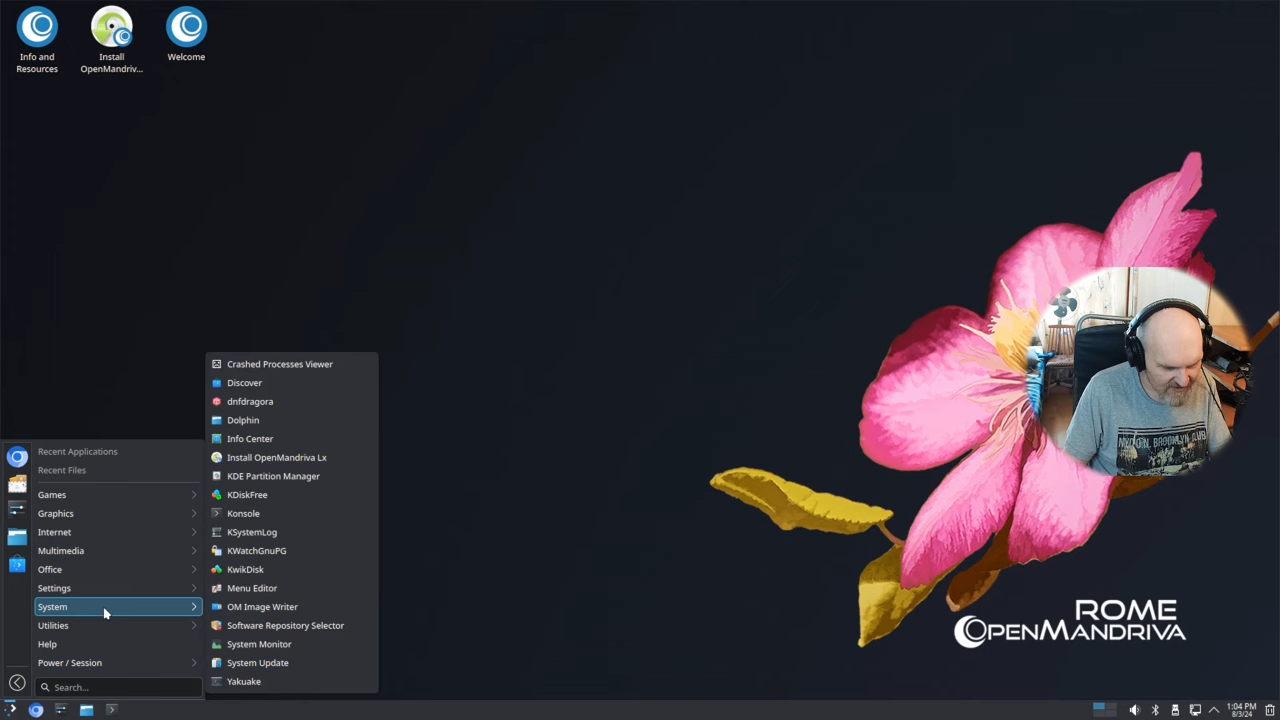 Info and
Resources
Install
OpenMandriv...
Welcome
Recent Applications
Recent Files
Games
Graphics
Internet
Multimedia
Office
Settings
System
Utilities
Help
Power / Session
Search...
Crashed Processes Viewer
Discover
dnfdragora
Dolphin
Info Center
Install OpenMandriva Lx
KDE Partition Manager
KDiskFree
Konsole
KSystemLog
KWatchGnuPG
KwikDisk
Menu Editor
OM Image Writer
Software Repository Selector
System Monitor
System Update
Yakuake
ROME
OPENMANDRIVA
1:04 PM
8/3/24